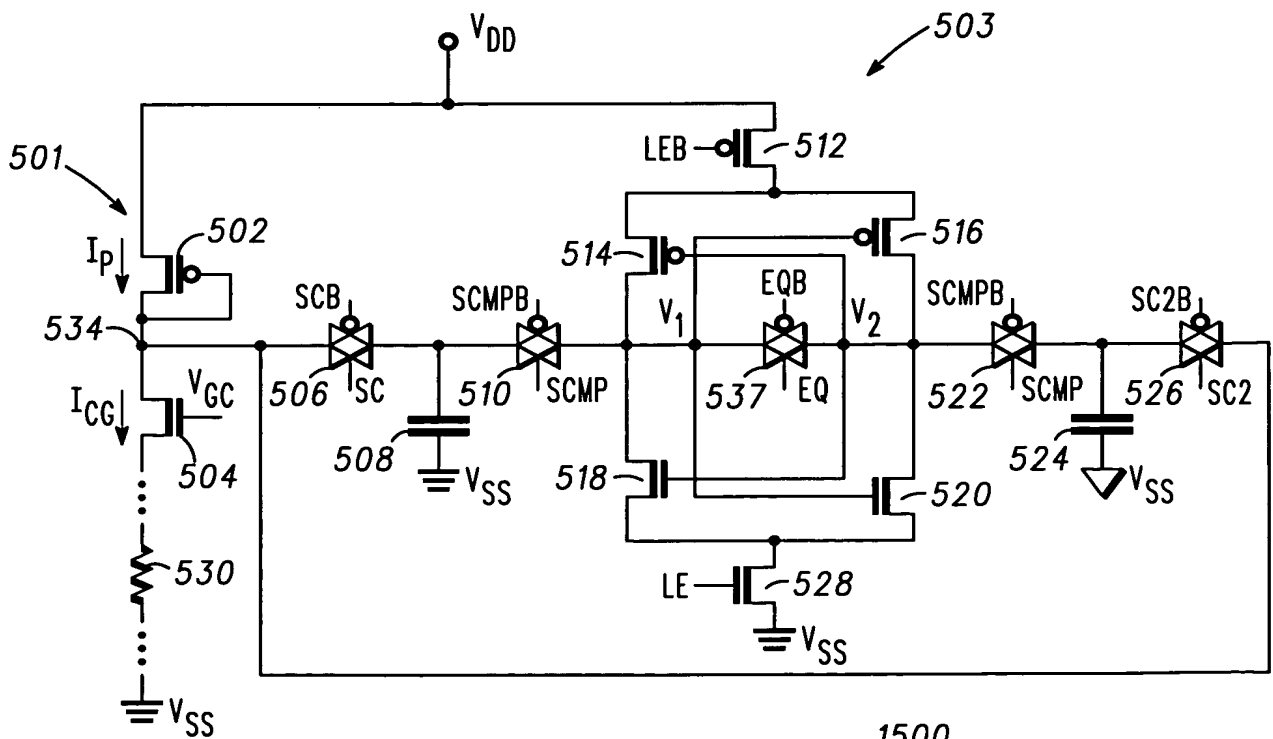 V_DD
503
LEB
512
501
502
I_P
514
516
SCB
SCMPB
EQB
SCMPB
SC2B
V_1
V_2
534
506
SC
510
SCMP
537
EQ
522
SCMP
526
SC2
I_CG
V_GC
504
508
V_SS
518
520
524
V_SS
530
LE
528
V_SS
V_SS
1500